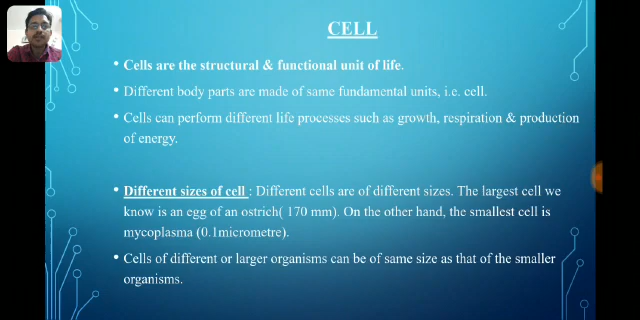 CELL
• Cells are the structural & functional unit of life.
• Different body parts are made of same fundamental units, i.e. cell.
• Cells can perform different life processes such as growth, respiration & production
of energy.
• Different sizes of cell : Different cells are of different sizes. The largest cell we
know is an egg of an ostrich( 170 mm). On the other hand, the smallest cell is
mycoplasma (0.1micrometre).
• Cells of different or larger organisms can be of same size as that of the smaller
organisms.